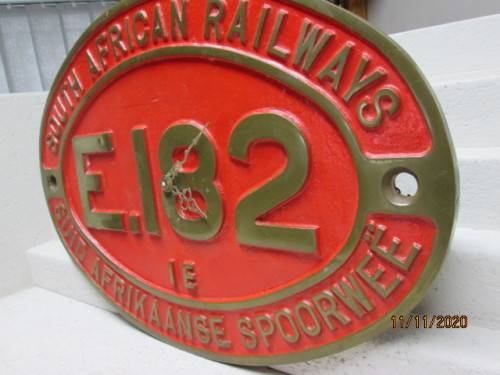 SOUTH AFRICAN RAILWAYS
E.182
1E
SUID AFRIKAANSE SPOORWEË
11/11/2020